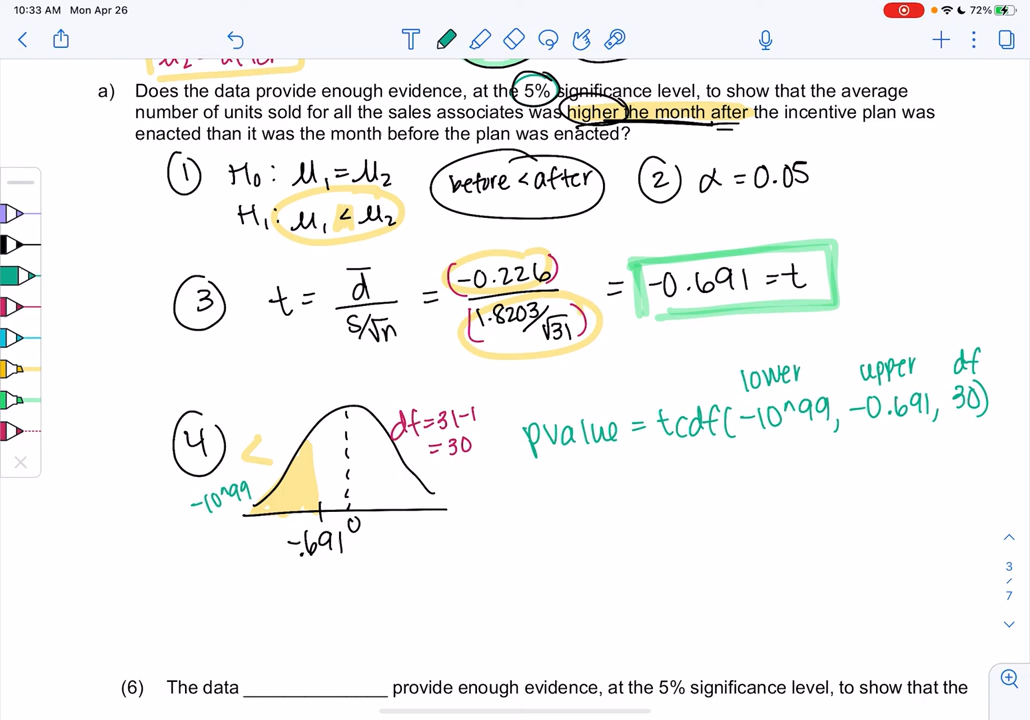 10:33 AM Mon Apr 26
72%
T
a) Does the data provide enough evidence, at the 5% significance level, to show that the average
number of units sold for all the sales associates was higher the month after the incentive plan was
enacted than it was the month before the plan was enacted?
① H₀: μ₁ = μ₂
before < after
② α = 0.05
H₁: μ₁ < μ₂
③ t = d̄ / (s/√n) = (-0.226) / (1.8203/√31) = -0.691 = t
lower upper df
pvalue = tcdf(-10^99, -0.691, 30)
④ <
df = 31-1
= 30
-10^99
-.691 0
3
/
7
(6) The data ______________ provide enough evidence, at the 5% significance level, to show that the